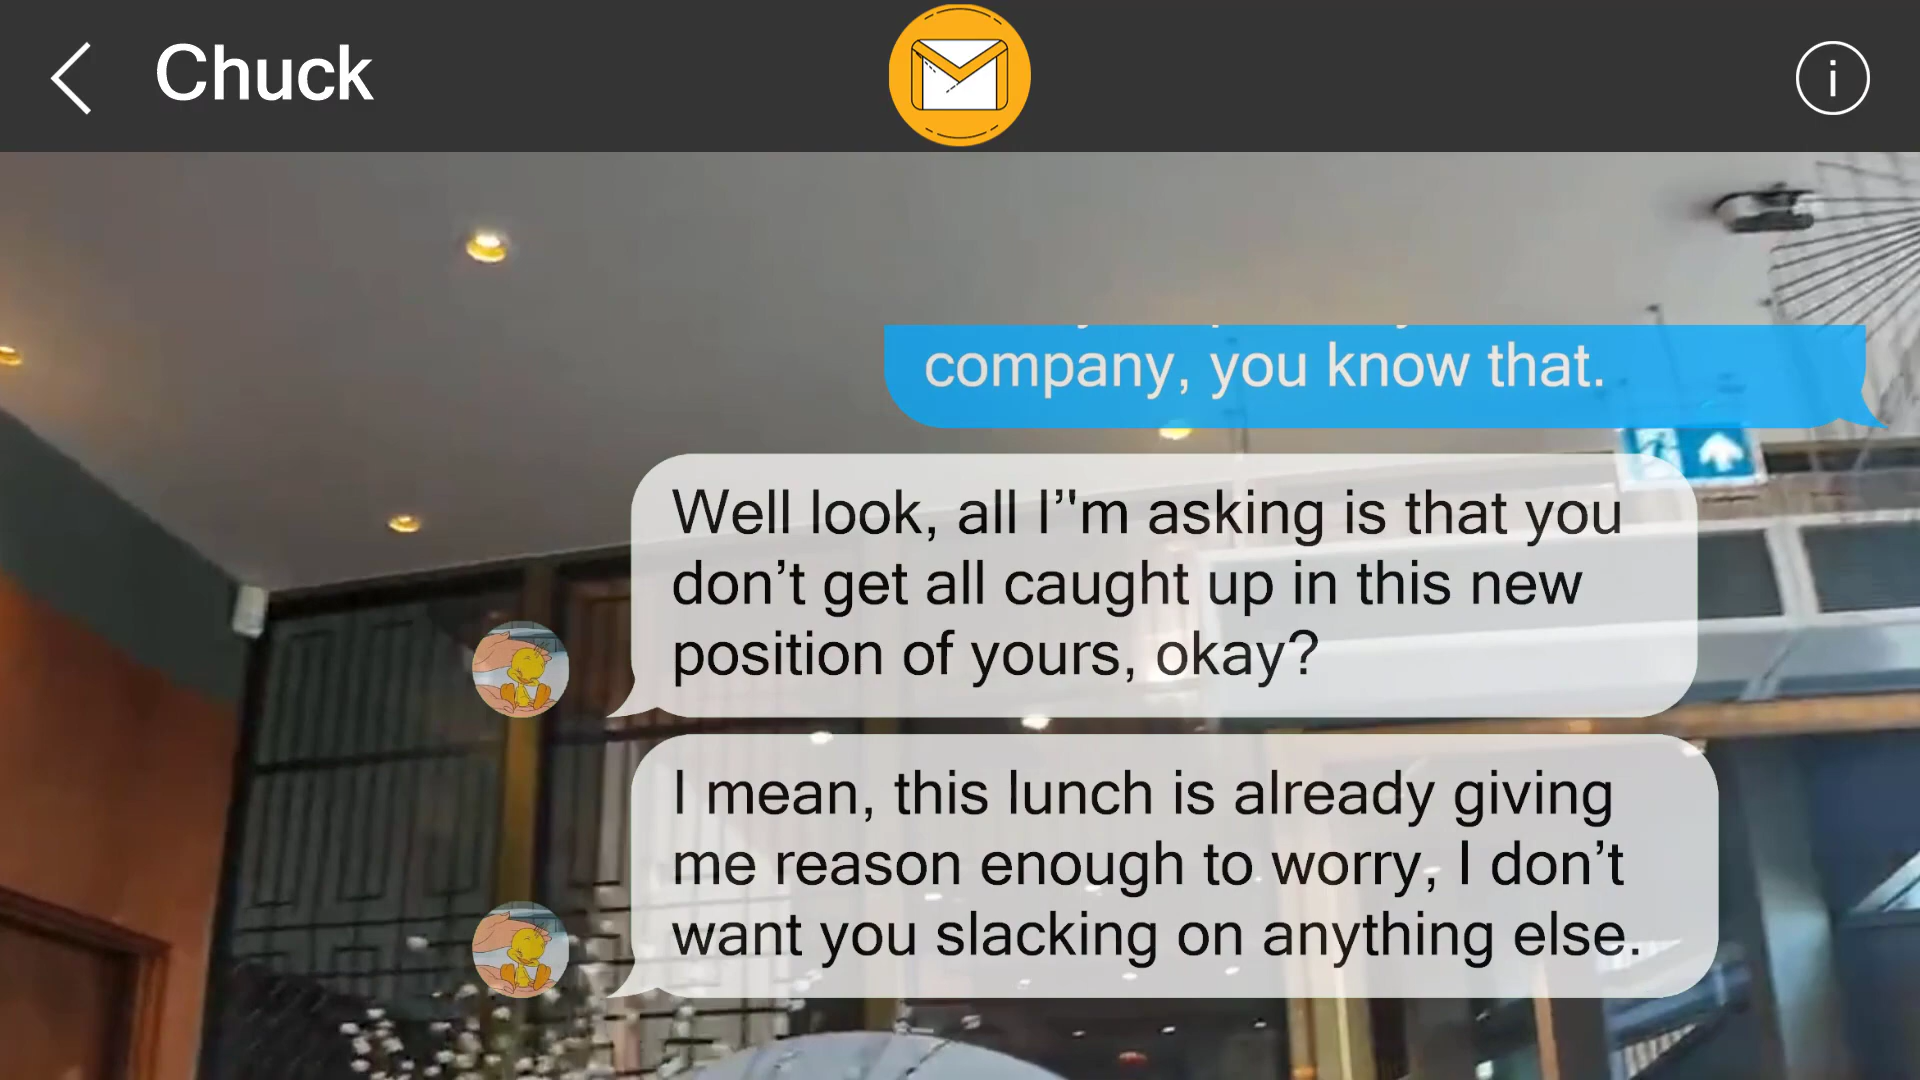 Chuck
i
company, you know that.
Well look, all I’'m asking is that you
don’t get all caught up in this new
position of yours, okay?
I mean, this lunch is already giving
me reason enough to worry, I don’t
want you slacking on anything else.